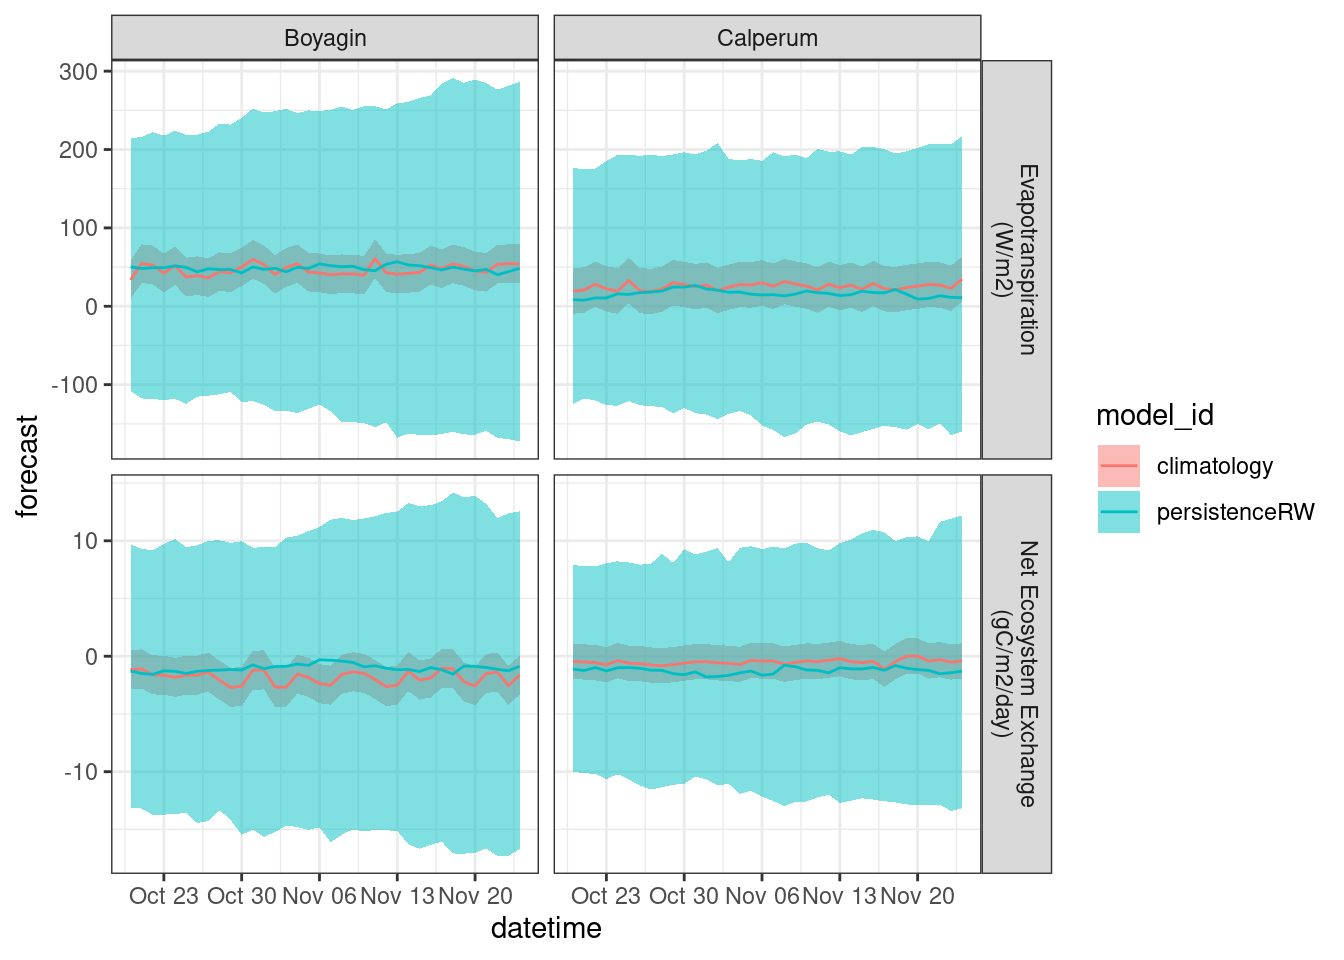 Boyagin
Calperum
300
200
100
0
-100
Evapotranspiration
(W/m2)
10
0
-10
Net Ecosystem Exchange
(gC/m2/day)
forecast
Oct 23 Oct 30 Nov 06 Nov 13 Nov 20
Oct 23 Oct 30 Nov 06 Nov 13 Nov 20
datetime
model_id
climatology
persistenceRW